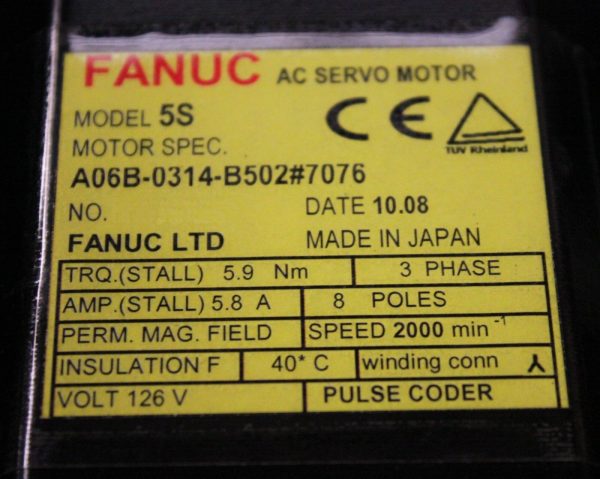 FANUC AC SERVO MOTOR
MODEL 5S
CE
TUV Rheinland
MOTOR SPEC.
A06B-0314-B502#7076
NO. DATE 10.08
FANUC LTD MADE IN JAPAN
TRQ.(STALL) 5.9 Nm 3 PHASE
AMP.(STALL) 5.8 A 8 POLES
PERM. MAG. FIELD SPEED 2000 min⁻¹
INSULATION F 40° C winding conn
VOLT 126 V PULSE CODER